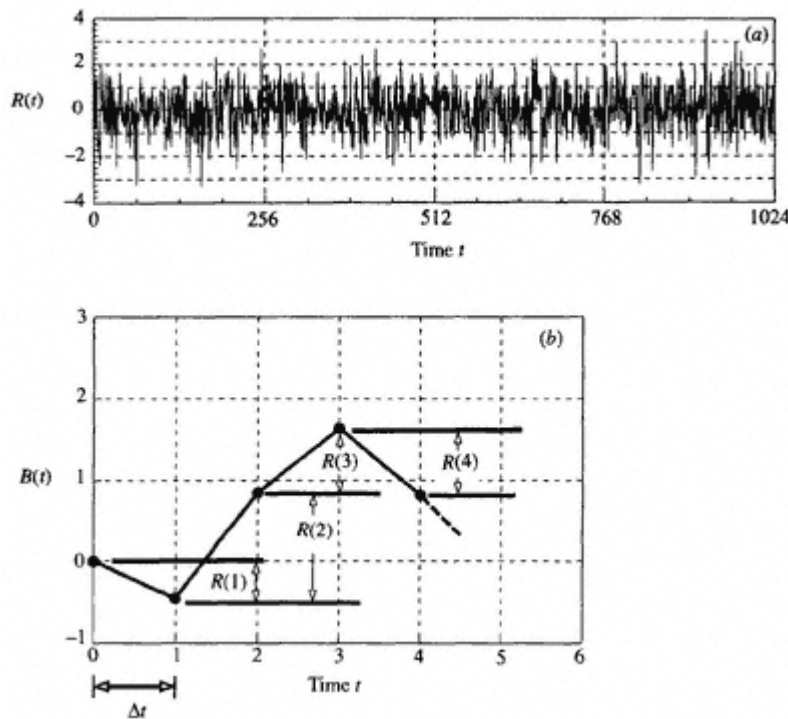 4
(a)
2
R(t)
0
−2
−4
0 256 512 768 1024
Time t
3
(b)
2
R(3) R(4)
B(t) 1
R(2)
0
R(1)
−1
0 1 2 3 4 5 6
Time t
Δt